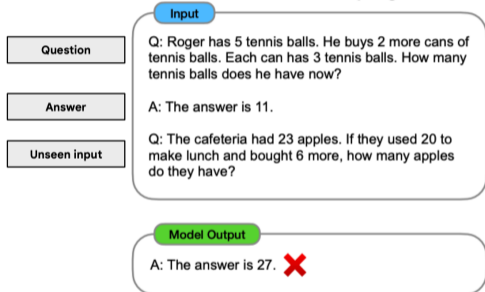 Input
Question
Q: Roger has 5 tennis balls. He buys 2 more cans of
tennis balls. Each can has 3 tennis balls. How many
tennis balls does he have now?
Answer
A: The answer is 11.
Unseen input
Q: The cafeteria had 23 apples. If they used 20 to
make lunch and bought 6 more, how many apples
do they have?
Model Output
A: The answer is 27.